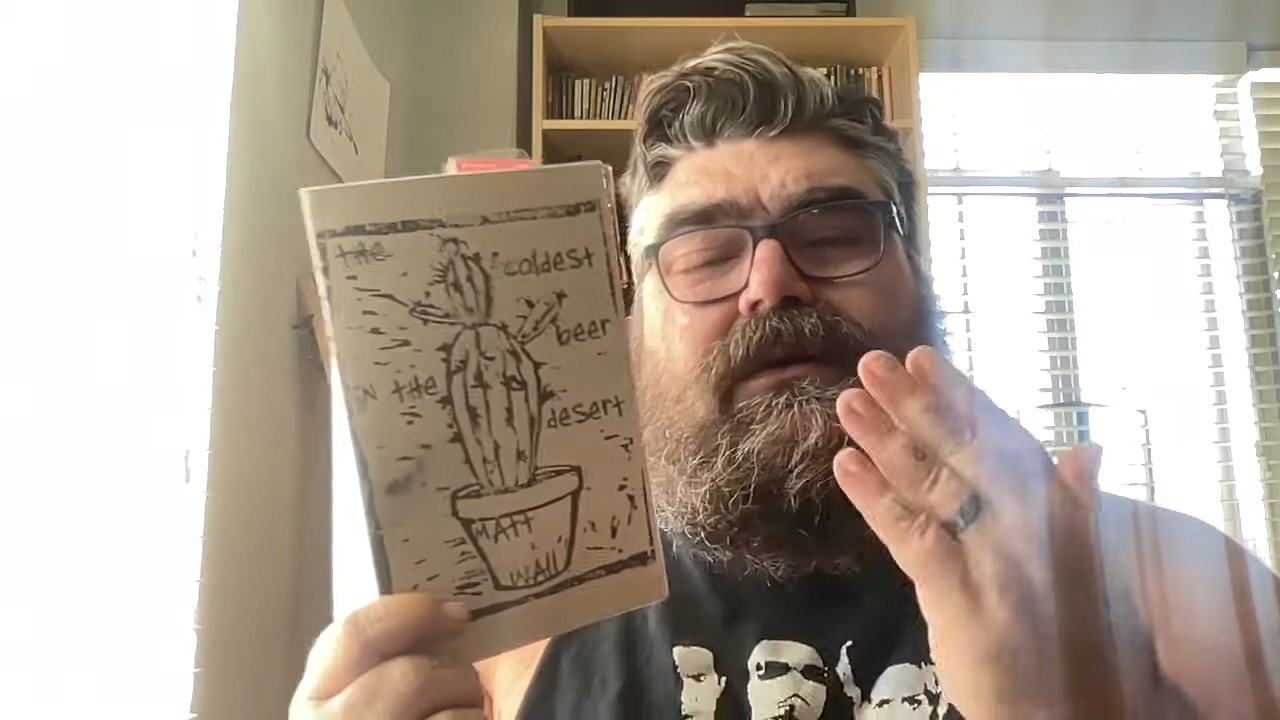 the coldest
beer
in the
desert
MATT
WALL